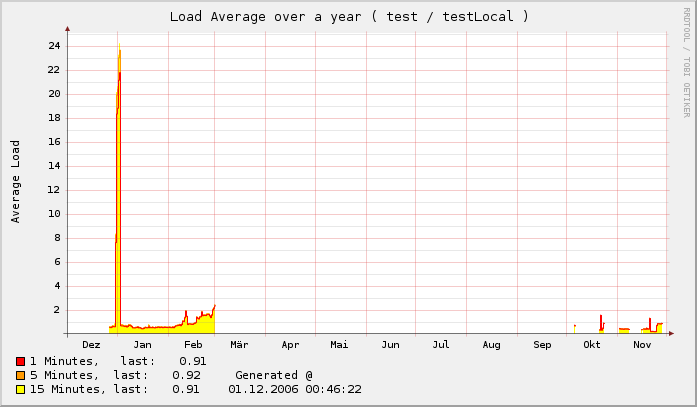 Load Average over a year ( test / testLocal )
RRDTOOL / TOBI OETIKER
Average Load
24
22
20
18
16
14
12
10
8
6
4
2
Dez Jan Feb Mär Apr Mai Jun Jul Aug Sep Okt Nov
1 Minutes, last: 0.91
5 Minutes, last: 0.92 Generated @
15 Minutes, last: 0.91 01.12.2006 00:46:22